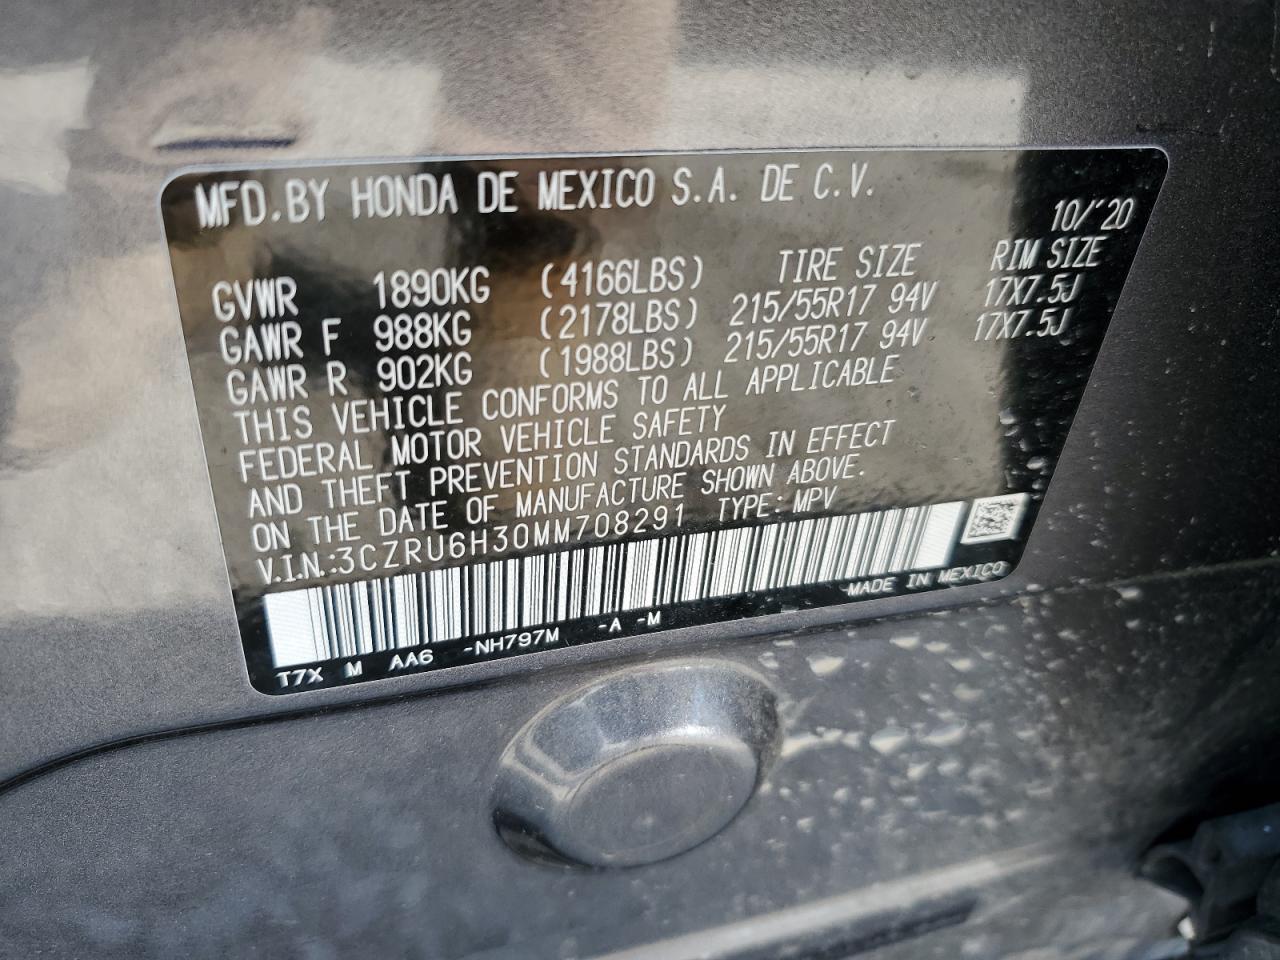 MFD.BY HONDA DE MEXICO S.A. DE C.V.
10/'20
GVWR 1890KG (4166LBS) TIRE SIZE RIM SIZE
GAWR F 988KG (2178LBS) 215/55R17 94V 17X7.5J
GAWR R 902KG (1988LBS) 215/55R17 94V 17X7.5J
THIS VEHICLE CONFORMS TO ALL APPLICABLE
FEDERAL MOTOR VEHICLE SAFETY
AND THEFT PREVENTION STANDARDS IN EFFECT
ON THE DATE OF MANUFACTURE SHOWN ABOVE.
V.I.N.:3CZRU6H30MM708291 TYPE: MPV
MADE IN MEXICO
T7X M AA6 -NH797M -A -M